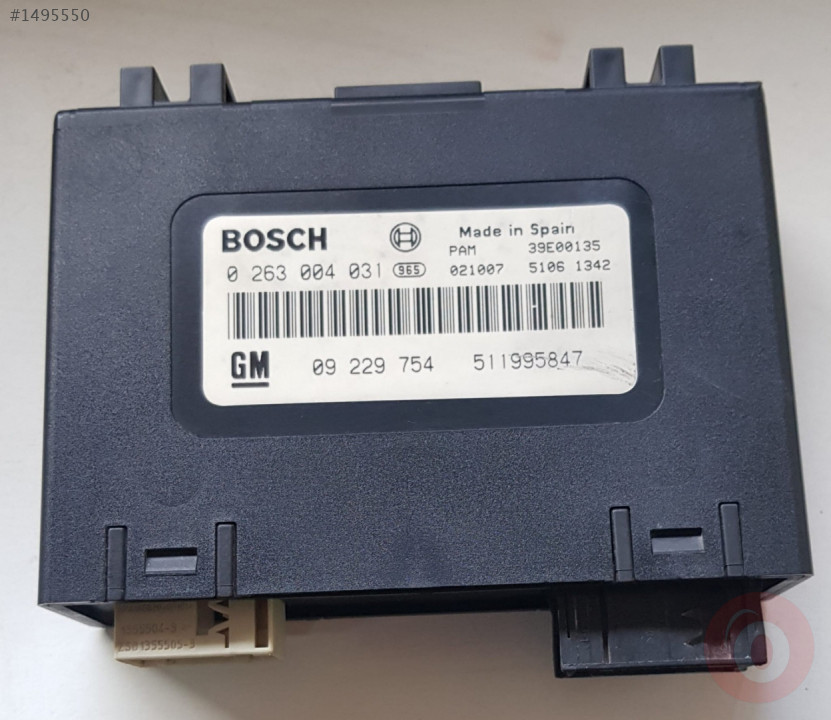 #1495550
BOSCH Made in Spain
PAM 39E00135
0 263 004 031 965 021007 5106 1342
GM 09 229 754 511995847